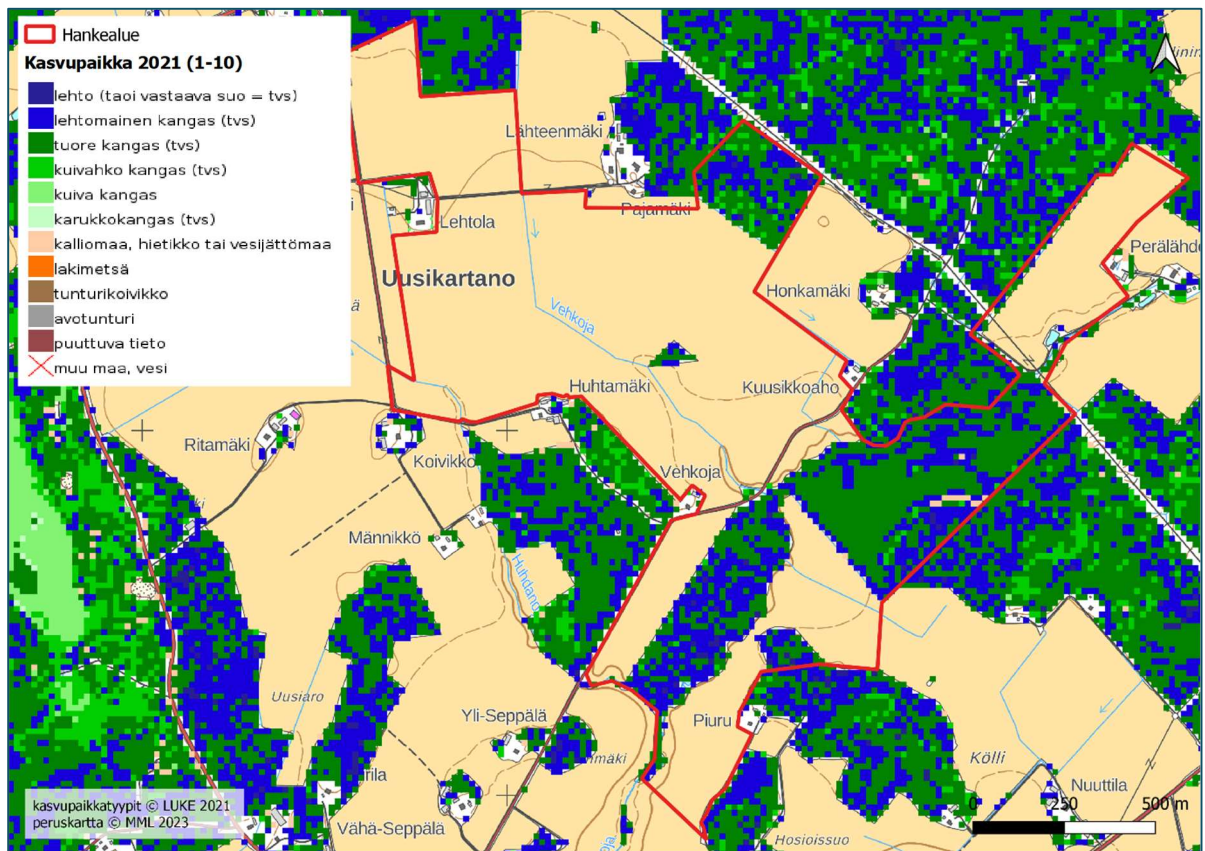 Hankealue
Kasvupaikka 2021 (1-10)
lehto (taoi vastaava suo = tvs)
lehtomainen kangas (tvs)
tuore kangas (tvs)
kuivahko kangas (tvs)
kuiva kangas
karukkokangas (tvs)
kalliomaa, hietikko tai vesijättömaa
lakimetsä
tunturikoivikko
avotunturi
puuttuva tieto
muu maa, vesi
Lähteenmäki
Pajamäki
Lehtola
Perälähde
Uusikartano
Honkamäki
Vehkoja
Huhtamäki
Kuusikkoaho
Ritamäki
Koivikko
Vehkoja
Männikkö
Huhdano
Uusiaro
Yli-Seppälä
Piuru
Kölli
Nuuttila
Vähä-Seppälä
Hosioissuo
kasvupaikkatyypit © LUKE 2021
peruskartta © MML 2023
0 250 500 m